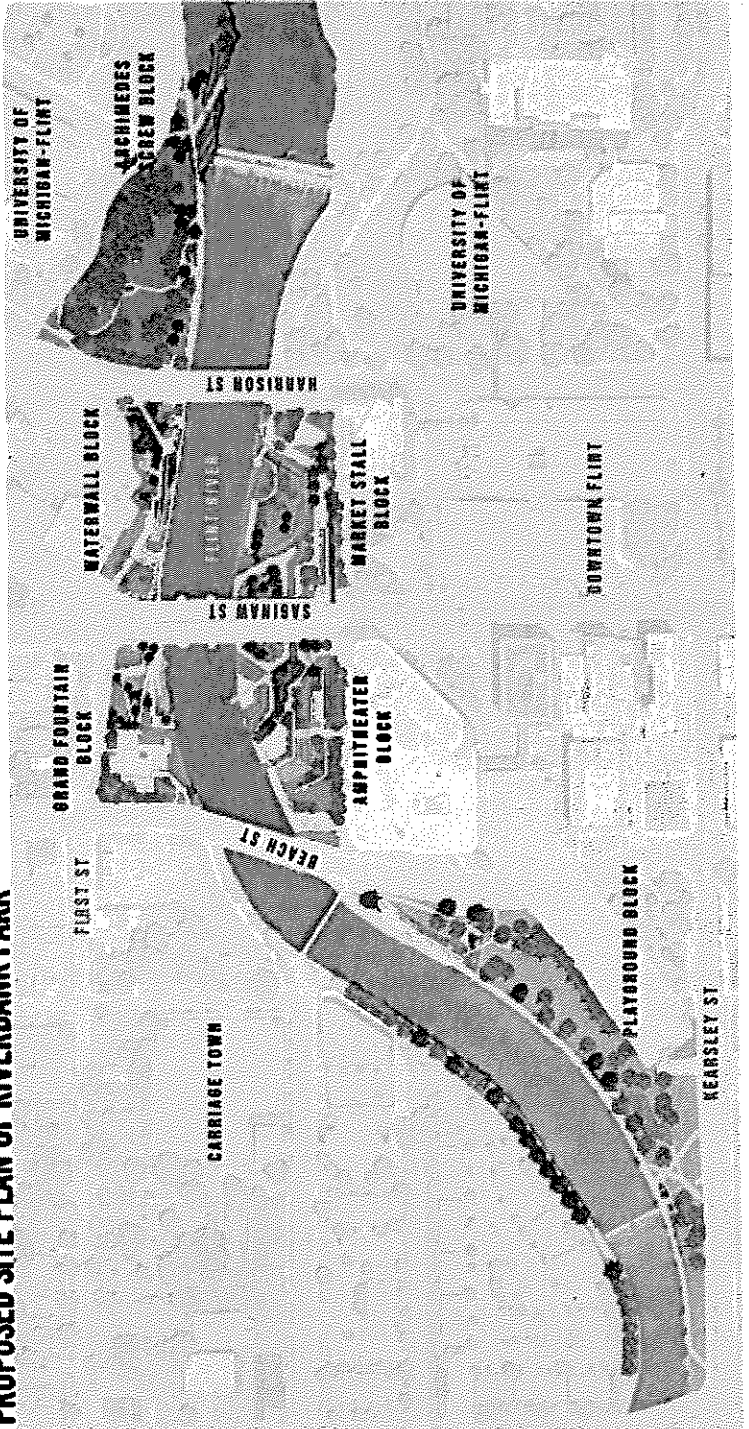 PROPOSED SITE PLAN OF RIVERBANK PARK
UNIVERSITY OF
MICHIGAN-FLINT
ARCHIMEDES
SCREW BLOCK
WATERWALL BLOCK
GRAND FOUNTAIN
BLOCK
FIRST ST
CARRIAGE TOWN
HARRISON ST
FLINT RIVER
SAGINAW ST
BEACH ST
UNIVERSITY OF
MICHIGAN-FLINT
MARKET STALL
BLOCK
AMPHITHEATER
BLOCK
DOWNTOWN FLINT
PLAYGROUND BLOCK
KEARSLEY ST